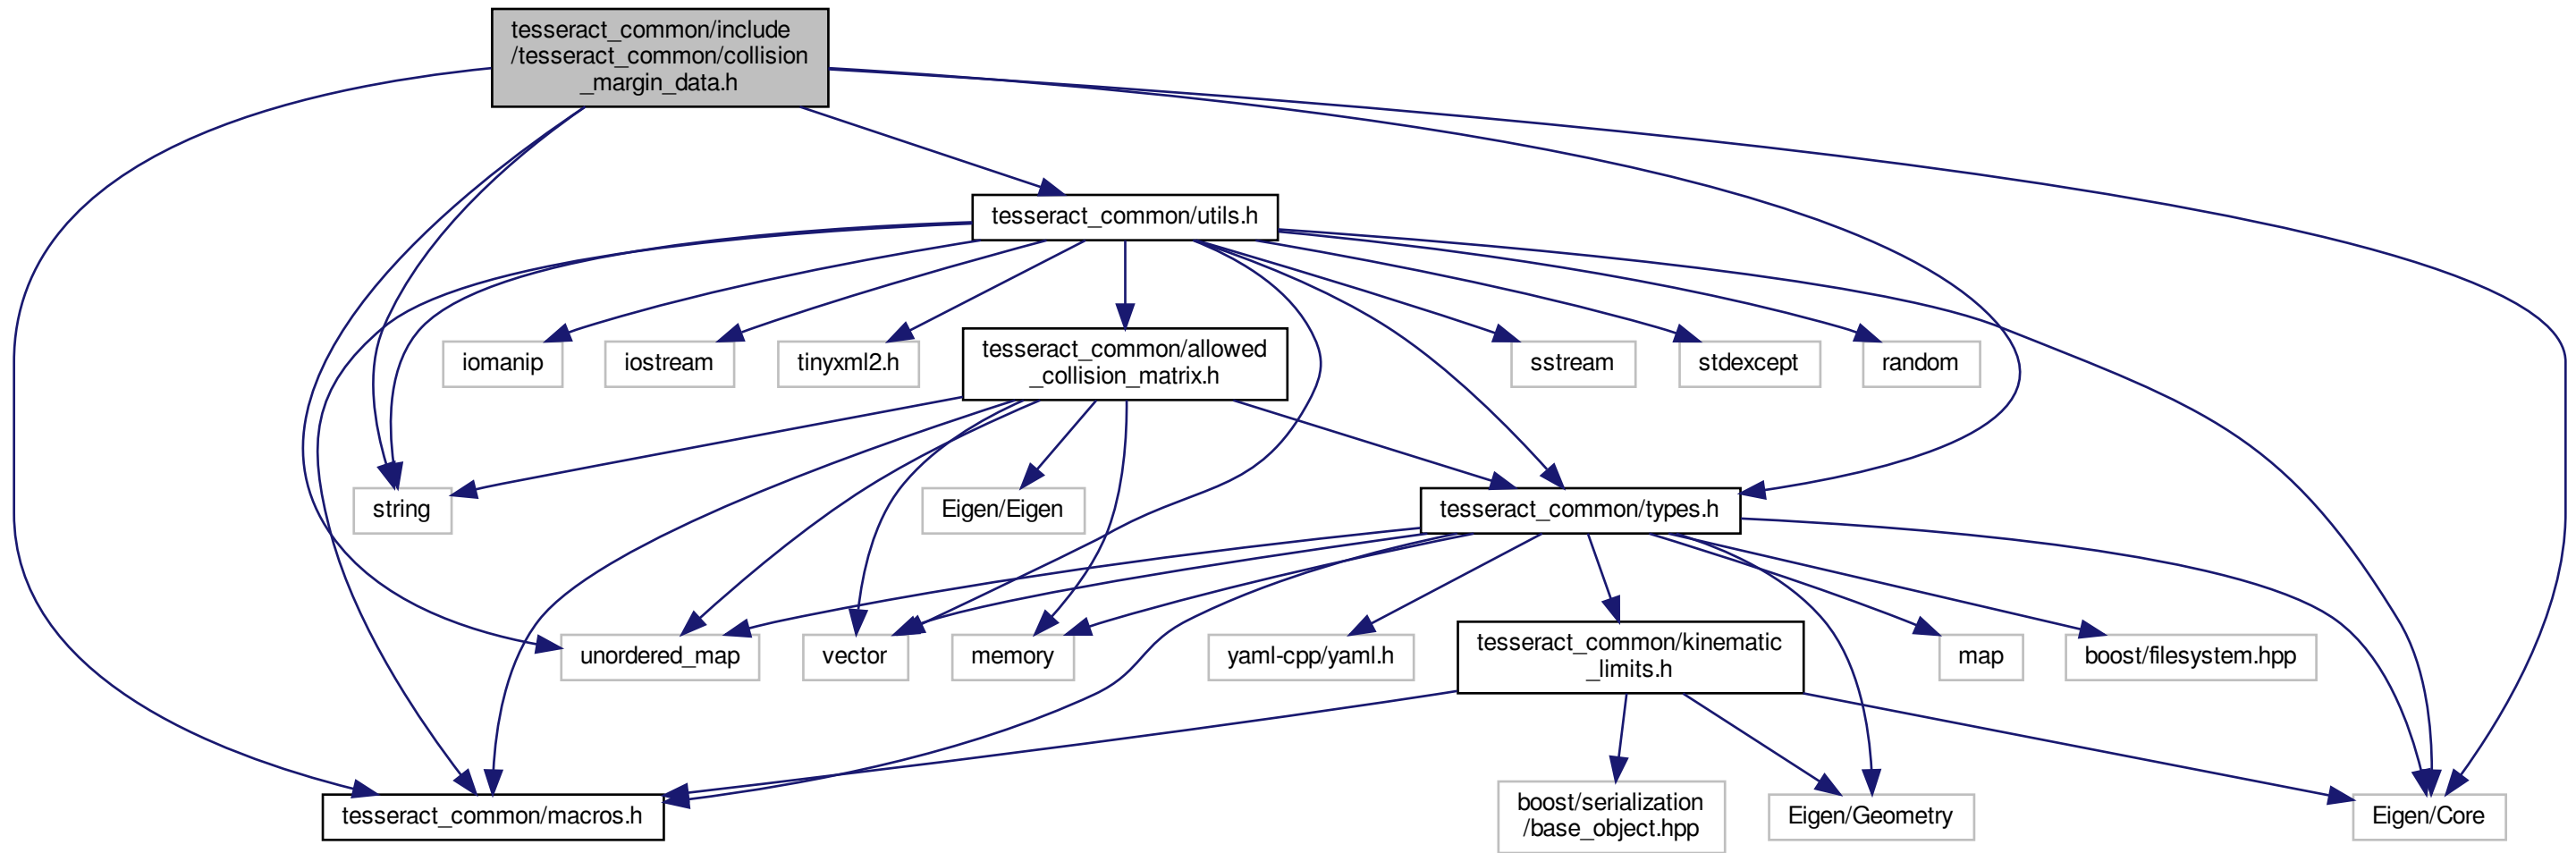 tesseract_common/include
/tesseract_common/collision
_margin_data.h
tesseract_common/utils.h
iomanip
iostream
tinyxml2.h
tesseract_common/allowed
_collision_matrix.h
sstream
stdexcept
random
string
Eigen/Eigen
tesseract_common/types.h
unordered_map
vector
memory
yaml-cpp/yaml.h
tesseract_common/kinematic
_limits.h
map
boost/filesystem.hpp
tesseract_common/macros.h
boost/serialization
/base_object.hpp
Eigen/Geometry
Eigen/Core